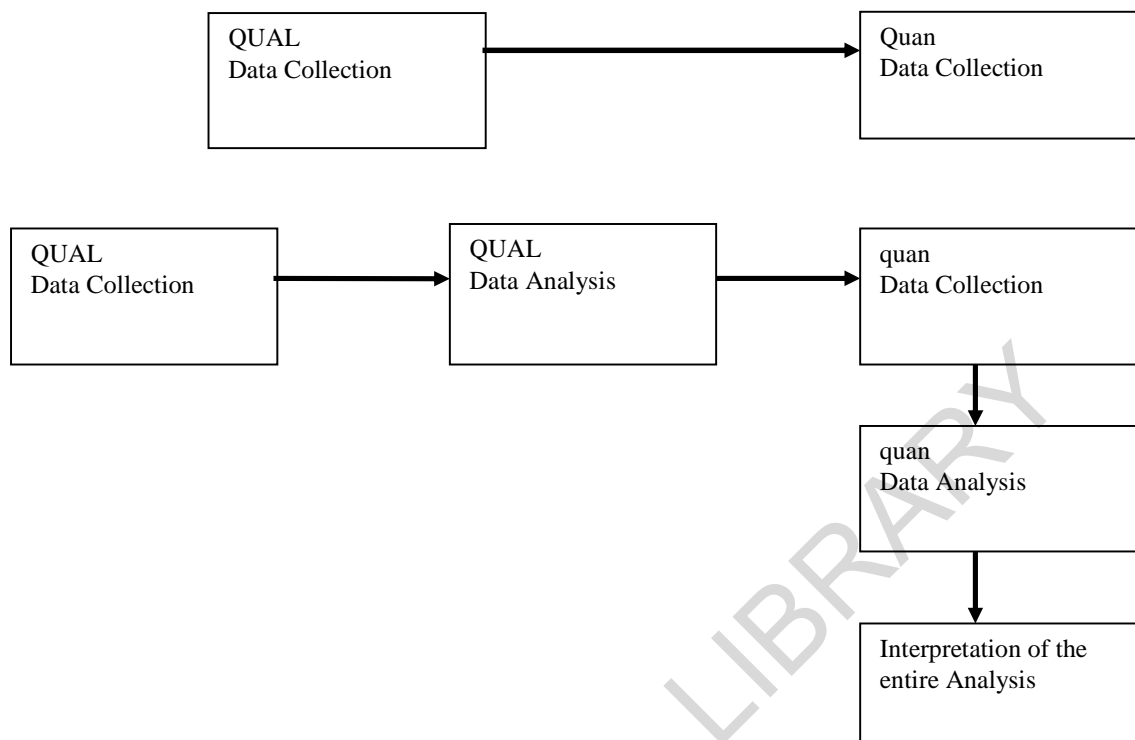 QUAL
Data Collection
Quan
Data Collection
QUAL
Data Collection
QUAL
Data Analysis
quan
Data Collection
quan
Data Analysis
Interpretation of the
entire Analysis
LIBRARY